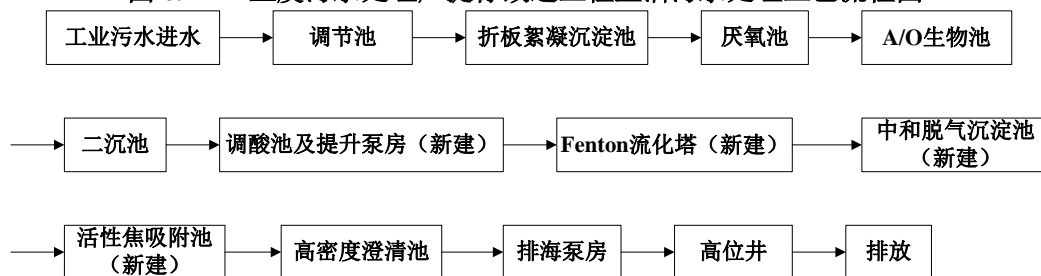 工业污水进水
调节池
折板絮凝沉淀池
厌氧池
A/O生物池
二沉池
调酸池及提升泵房（新建）
Fenton流化塔（新建）
中和脱气沉淀池
（新建）
活性焦吸附池
（新建）
高密度澄清池
排海泵房
高位井
排放